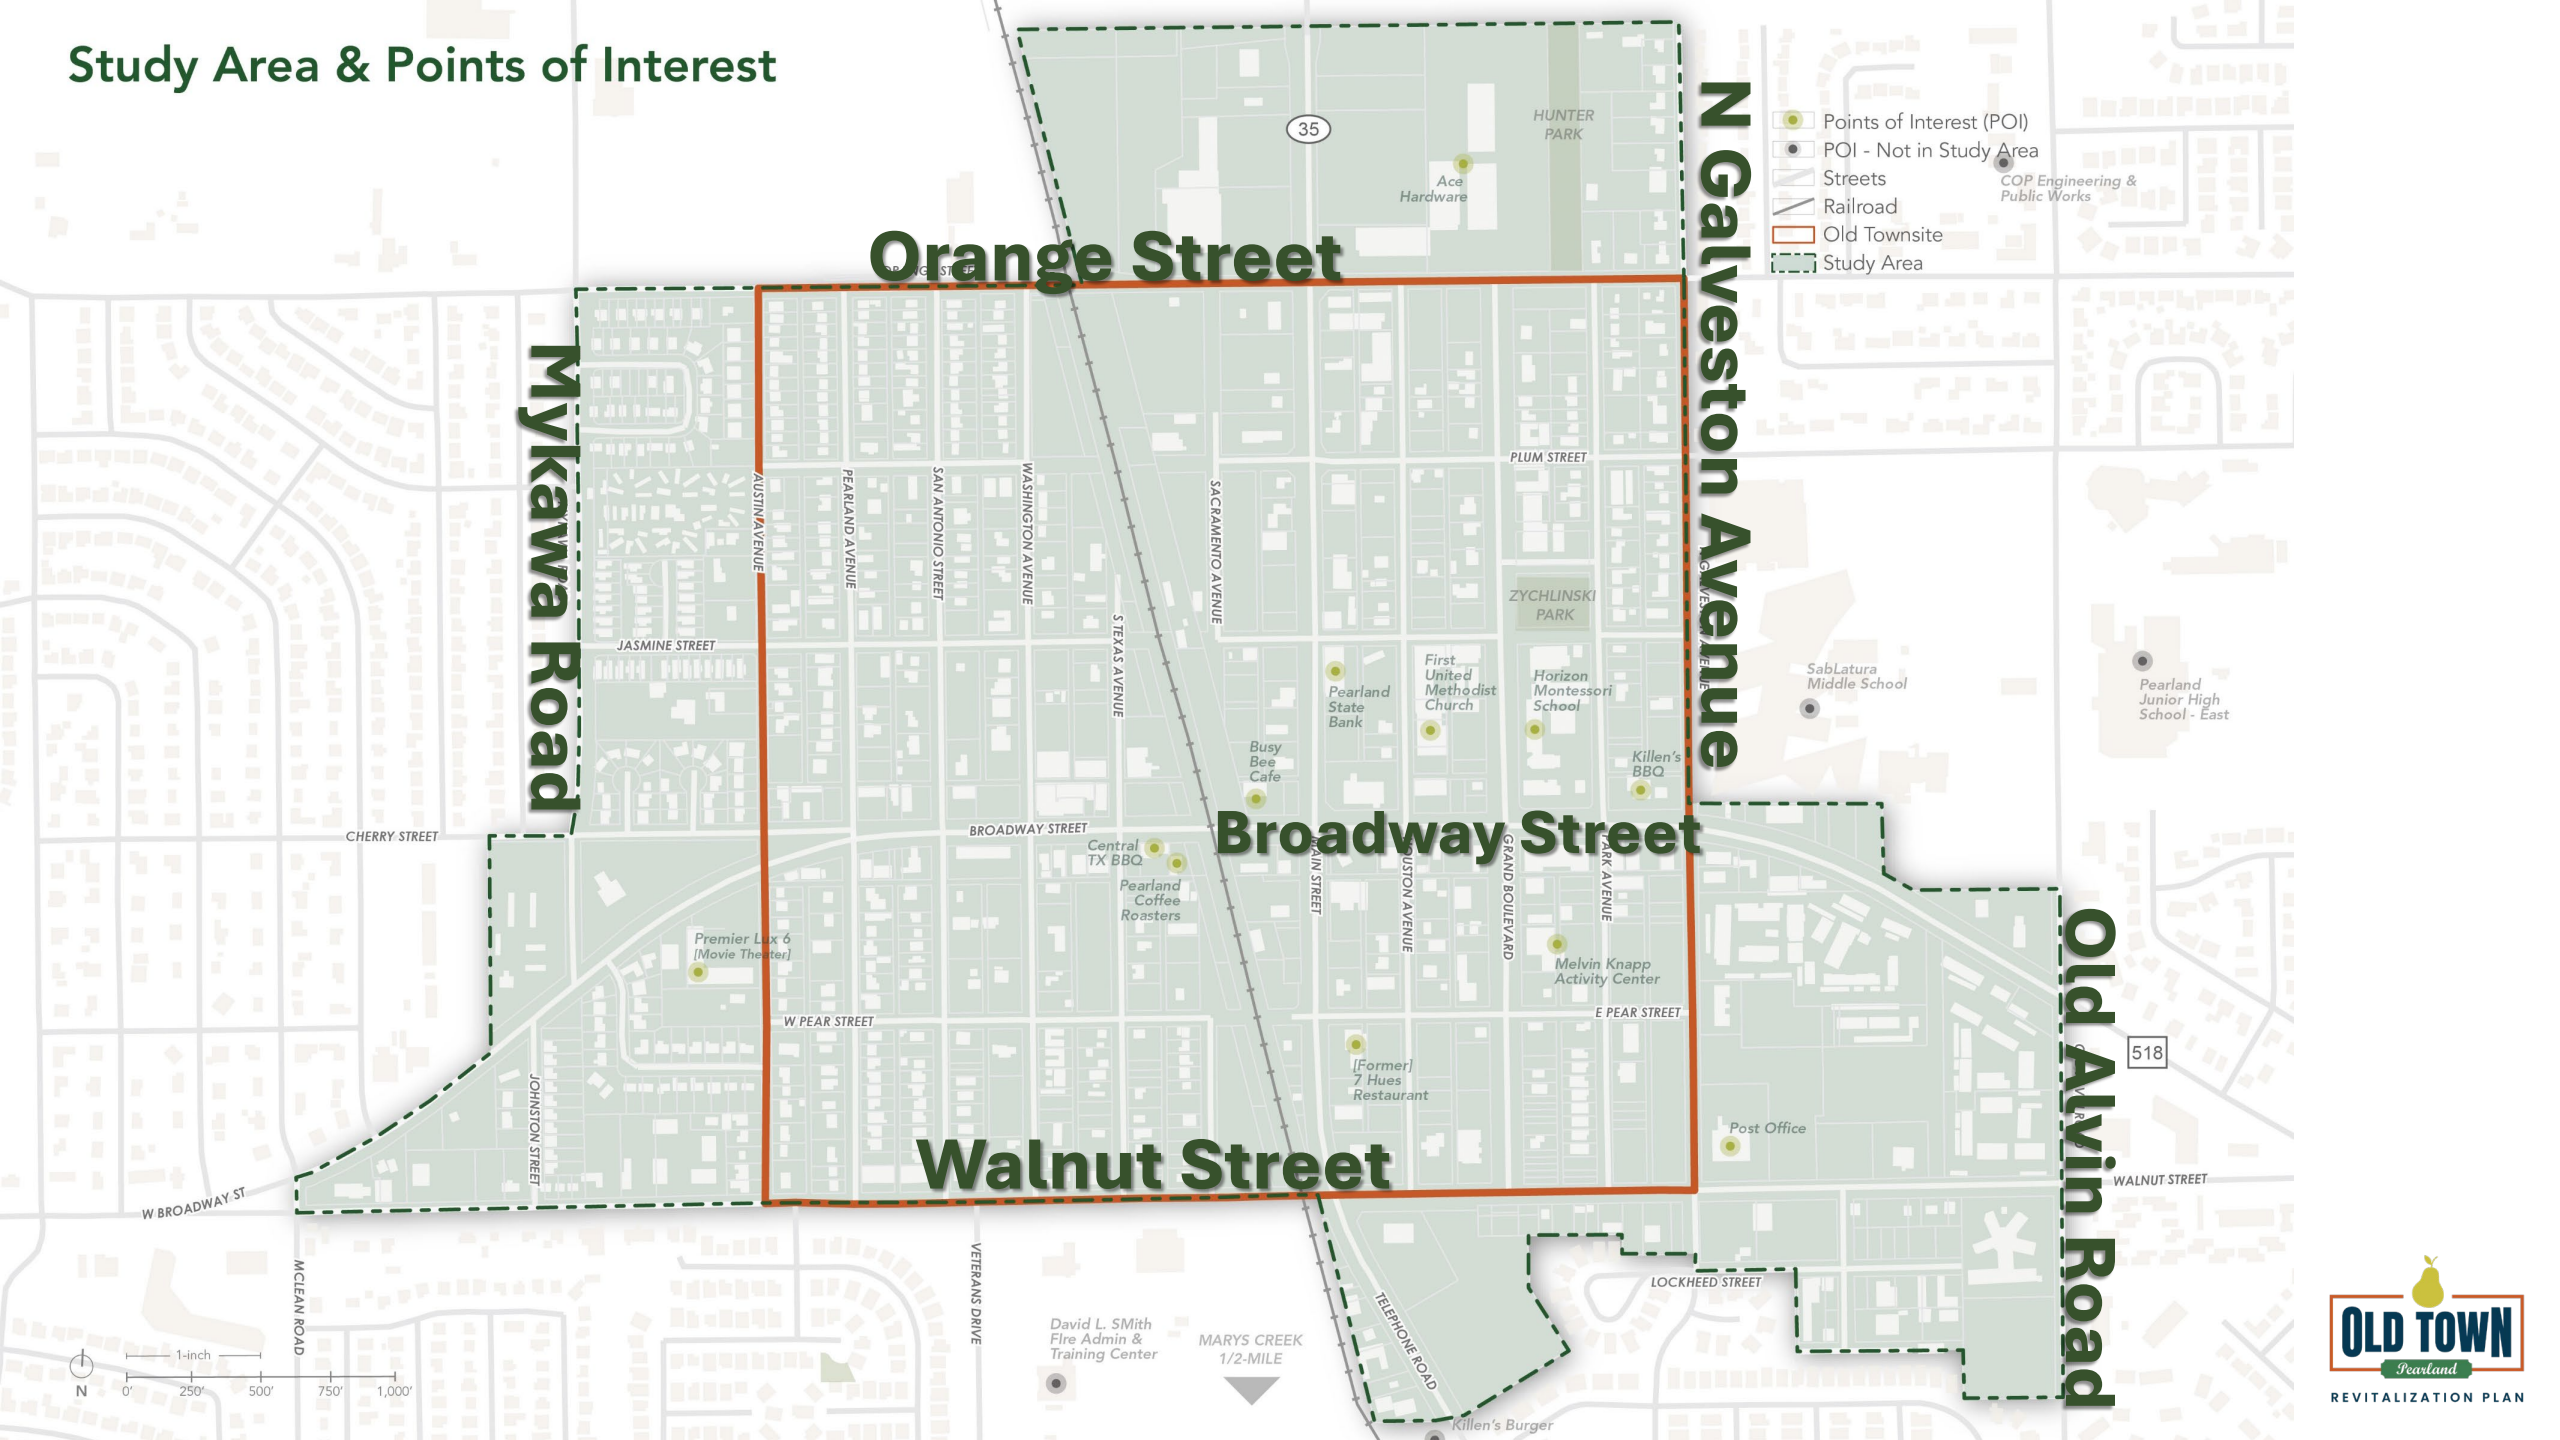 Study Area & Points of Interest
35
HUNTER
PARK
Ace
Hardware
N Galveston Avenue
Points of Interest (POI)
POI - Not in Study Area
Streets
Railroad
Old Townsite
Study Area
COP Engineering &
Public Works
Orange Street
Mykawa Road
PLUM STREET
AUSTIN AVENUE
PEARLAND AVENUE
SAN ANTONIO STREET
WASHINGTON AVENUE
SACRAMENTO AVENUE
ZYCHLINSKI
PARK
JASMINE STREET
S TEXAS AVENUE
Pearland
State
Bank
First
United
Methodist
Church
Horizon
Montessori
School
SabLatura
Middle School
Pearland
Junior High
School - East
Busy
Bee
Cafe
Killen's
BBQ
CHERRY STREET
BROADWAY STREET
Broadway Street
Central
TX BBQ
Pearland
Coffee
Roasters
MAIN STREET
HOUSTON AVENUE
GRAND BOULEVARD
PARK AVENUE
Premier Lux 6
[Movie Theater]
Melvin Knapp
Activity Center
Old Alvin Road
W PEAR STREET
E PEAR STREET
518
[Former]
7 Hues
Restaurant
JOHNSTON STREET
Post Office
Walnut Street
WALNUT STREET
W BROADWAY ST
MCLEAN ROAD
VETERANS DRIVE
LOCKHEED STREET
TELEPHONE ROAD
David L. SMith
FIre Admin &
Training Center
MARYS CREEK
1/2-MILE
Killen's Burger
1-inch
N
0' 250' 500' 750' 1,000'
OLD TOWN
Pearland
REVITALIZATION PLAN